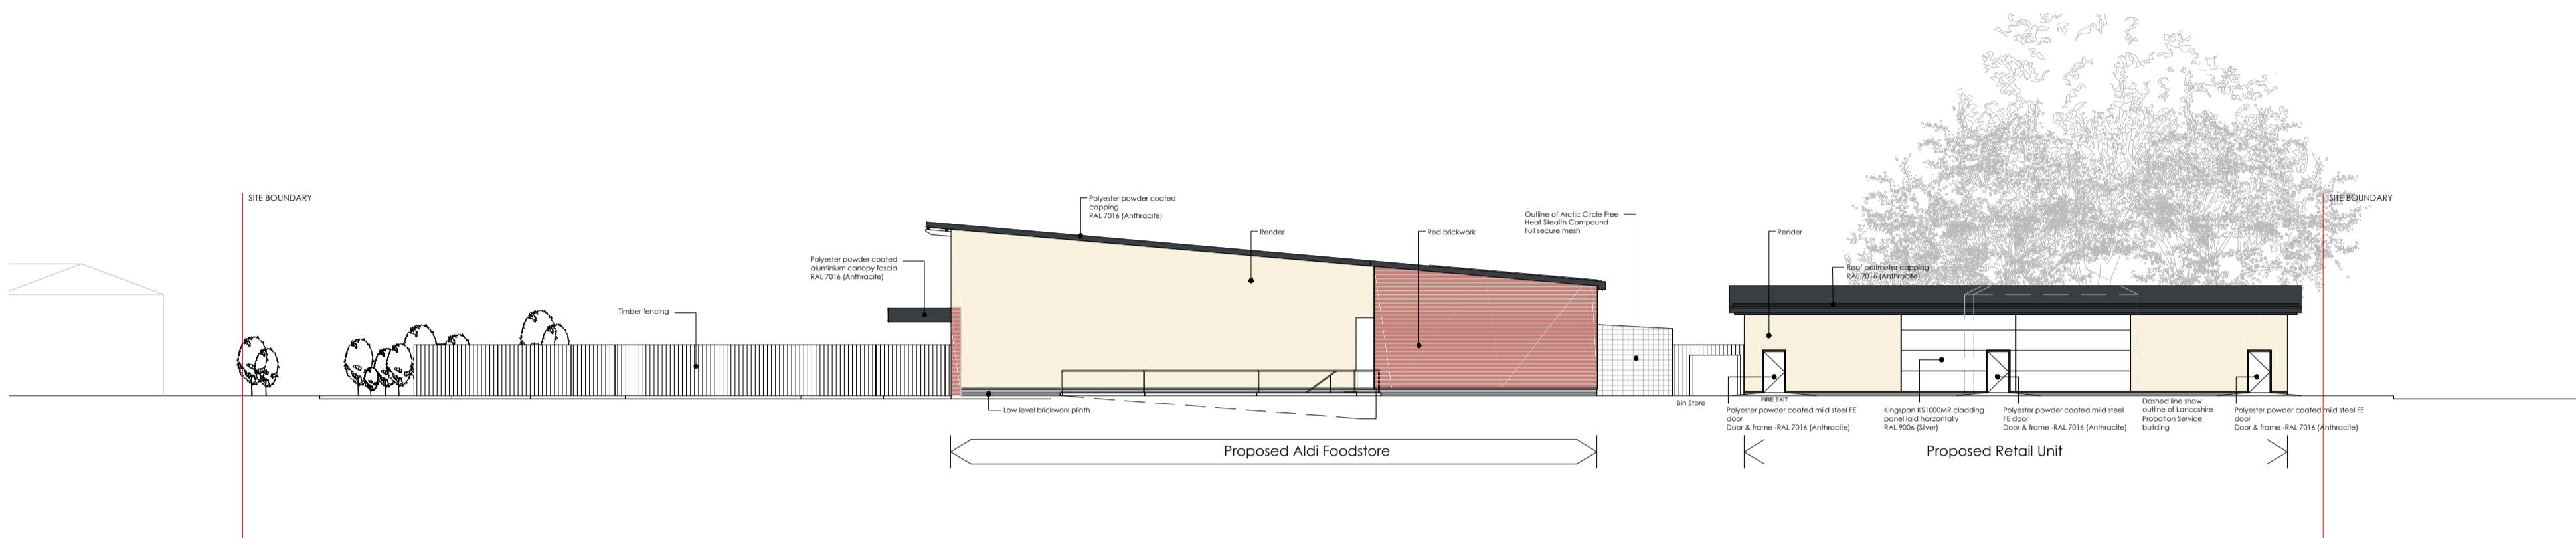 SITE BOUNDARY
Timber fencing
Polyester powder coated
aluminium canopy fascia
RAL 7016 (Anthracite)
Polyester powder coated
capping
RAL 7016 (Anthracite)
Render
Red brickwork
Outline of Arctic Circle Free
Heat Stealth Compound
Full secure mesh
Render
Roof perimeter capping
RAL 7016 (Anthracite)
SITE BOUNDARY
Low level brickwork plinth
Bin Store
FIRE EXIT
Polyester powder coated mild steel FE
door
Door & frame -RAL 7016 (Anthracite)
Kingspan KS1000MR cladding
panel laid horizontally
RAL 9006 (Silver)
Polyester powder coated mild steel
FE door
Door & frame -RAL 7016 (Anthracite)
Dashed line show
outline of Lancashire
Probation Service
building
Polyester powder coated mild steel FE
door
Door & frame -RAL 7016 (Anthracite)
Proposed Aldi Foodstore
Proposed Retail Unit